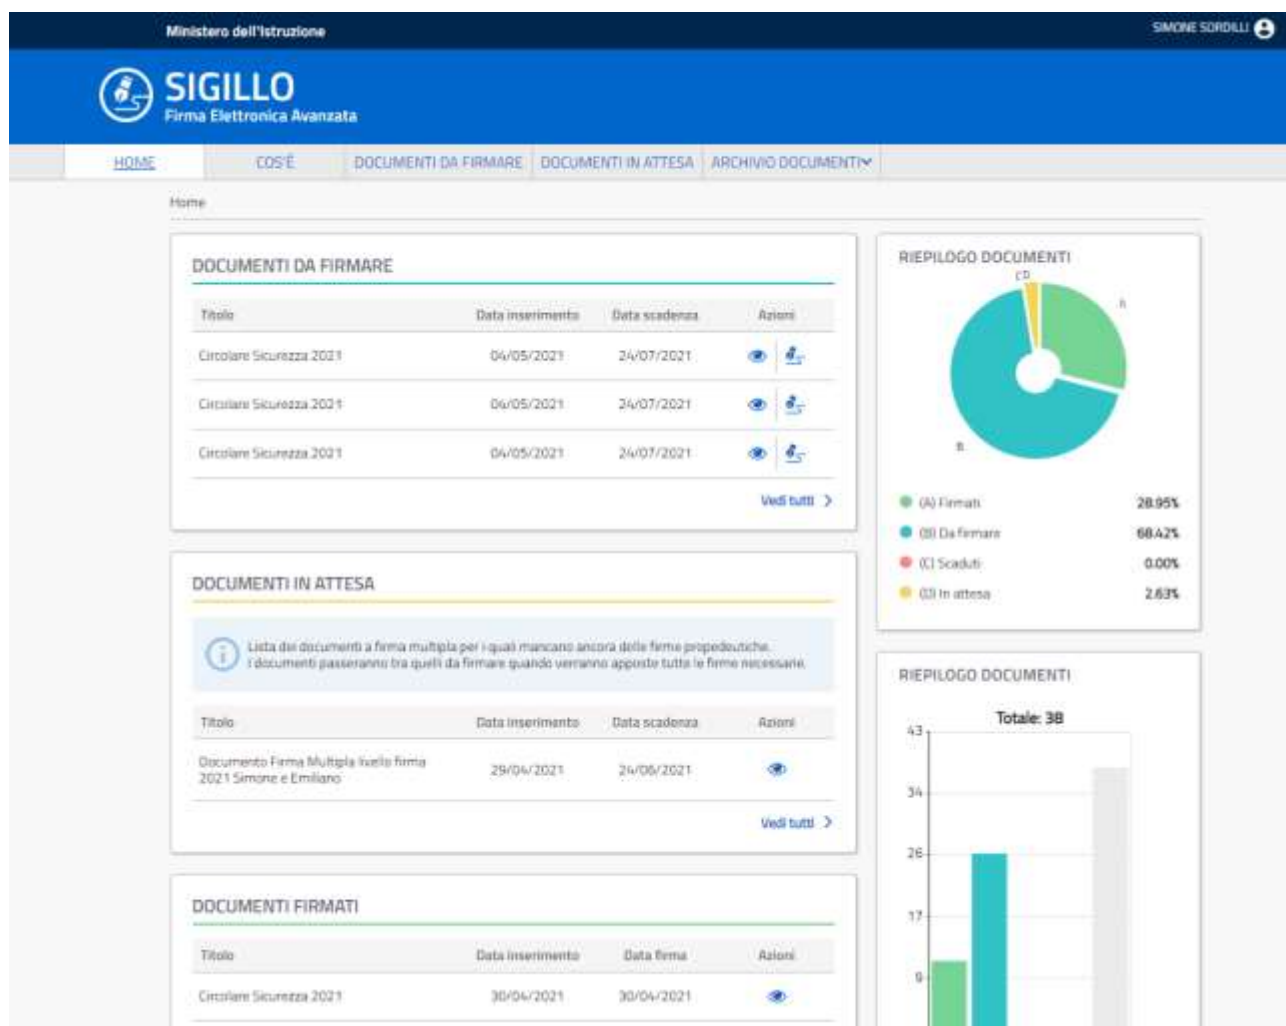 Ministero dell'Istruzione
SIMONE SORDILLI
SIGILLO
Firma Elettronica Avanzata
HOME
COS'È
DOCUMENTI DA FIRMARE
DOCUMENTI IN ATTESA
ARCHIVIO DOCUMENTI
Home
DOCUMENTI DA FIRMARE
Titolo Data inserimento Data scadenza Azioni
Circolare Sicurezza 2021 04/05/2021 24/07/2021
Circolare Sicurezza 2021 04/05/2021 24/07/2021
Circolare Sicurezza 2021 04/05/2021 24/07/2021
Vedi tutti
DOCUMENTI IN ATTESA
Lista dei documenti a firma multipla per i quali mancano ancora delle firme propedeutiche.
I documenti passeranno tra quelli da firmare quando verranno apposte tutte le firme necessarie.
Titolo Data inserimento Data scadenza Azioni
Documento Firma Multipla livello firma
2021 Simone e Emiliano 29/04/2021 24/06/2021
Vedi tutti
DOCUMENTI FIRMATI
Titolo Data inserimento Data firma Azioni
Circolare Sicurezza 2021 30/04/2021 30/04/2021
RIEPILOGO DOCUMENTI
C D
A
B
(A) Firmati 28.95%
(B) Da firmare 68.42%
(C) Scaduti 0.00%
(D) In attesa 2.63%
RIEPILOGO DOCUMENTI
Totale: 38
43
34
26
17
9